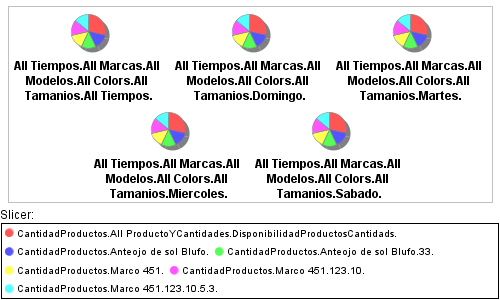 All Tiempos.All Marcas.All
Modelos.All Colors.All
Tamanios.All Tiempos.
All Tiempos.All Marcas.All
Modelos.All Colors.All
Tamanios.Domingo.
All Tiempos.All Marcas.All
Modelos.All Colors.All
Tamanios.Martes.
All Tiempos.All Marcas.All
Modelos.All Colors.All
Tamanios.Miercoles.
All Tiempos.All Marcas.All
Modelos.All Colors.All
Tamanios.Sabado.
Slicer:
CantidadProductos.All ProductoYCantidades.DisponibilidadProductosCantidads.
CantidadProductos.Anteojo de sol Blufo.
CantidadProductos.Anteojo de sol Blufo.33.
CantidadProductos.Marco 451.
CantidadProductos.Marco 451.123.10.
CantidadProductos.Marco 451.123.10.5.3.